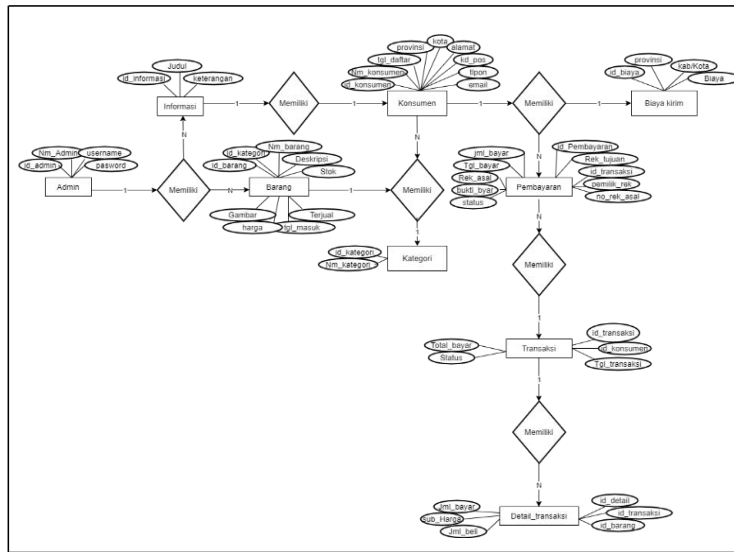 kota
provinsi
alamat
tgl_daftar
kd_pos
Nm_konsumen
tlpon
id_konsumen
email
Judul
id_informasi
keterangan
provinsi
kab/Kota
id_biaya
Biaya
Informasi
1
Memiliki
1
Konsumen
1
Memiliki
1
Biaya kirim
N
N
N
Nm_Admin
username
id_admin
pasword
Nm_barang
id_kategori
Deskripsi
id_barang
Stok
jml_bayar
id_Pembayaran
Tgl_bayar
Rek_tujuan
Rek_asal
id_transaksi
bukti_byar
pemilik_rek
status
no_rek_asal
Admin
1
Memiliki
N
Barang
1
Memiliki
Pembayaran
Gambar
Terjual
harga
tgl_masuk
1
N
id_kategori
Nm_kategori
Kategori
Memiliki
1
Total_bayar
id_transaksi
Status
id_konsumen
Tgl_transaksi
Transaksi
1
Memiliki
N
Jml_bayar
id_detail
sub_Harga
id_transaksi
Jml_beli
id_barang
Detail_transaksi